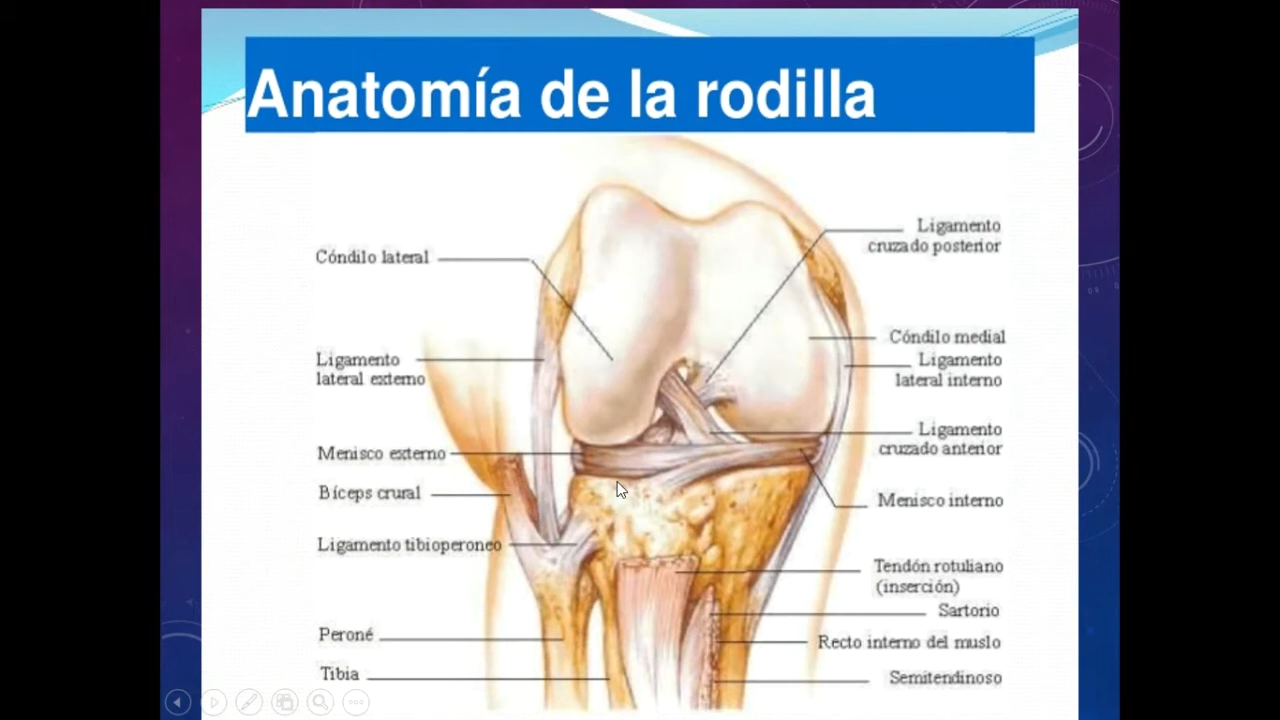 Anatomía de la rodilla
Cóndilo lateral
Ligamento
lateral externo
Menisco externo
Bíceps crural
Ligamento tibioperoneo
Peroné
Tibia
Ligamento
cruzado posterior
Cóndilo medial
Ligamento
lateral interno
Ligamento
cruzado anterior
Menisco interno
Tendón rotuliano
(inserción)
Sartorio
Recto interno del muslo
Semitendinoso